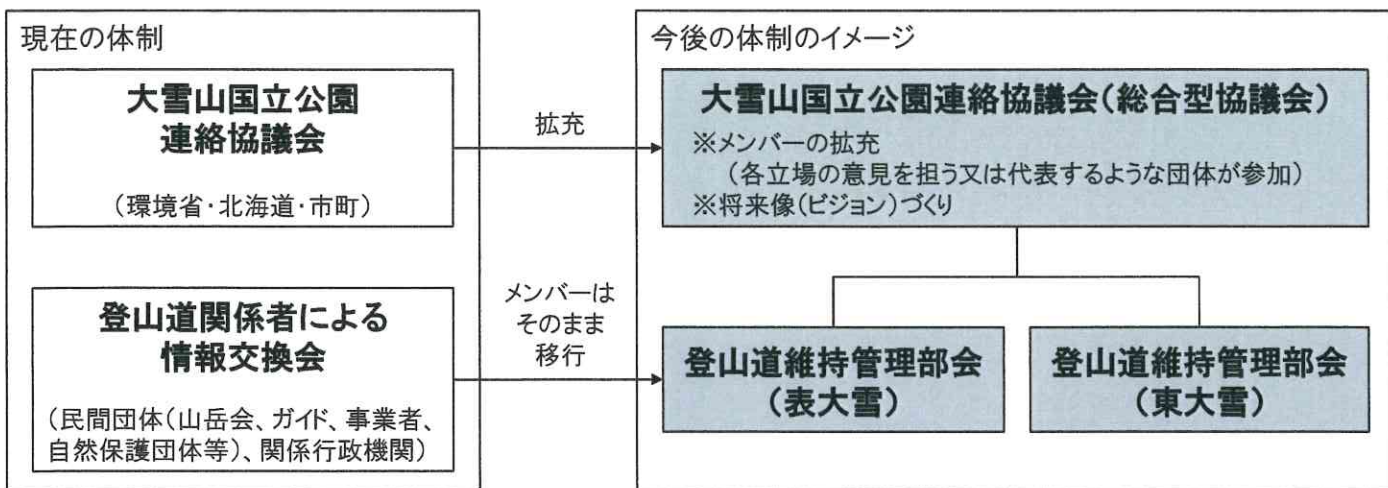 現在の体制
大雪山国立公園
連絡協議会
（環境省・北海道・市町）
登山道関係者による
情報交換会
（民間団体（山岳会、ガイド、事業者、
自然保護団体等）、関係行政機関）
拡充
メンバーは
そのまま
移行
今後の体制のイメージ
大雪山国立公園連絡協議会（総合型協議会）
※メンバーの拡充
（各立場の意見を担う又は代表するような団体が参加）
※将来像（ビジョン）づくり
登山道維持管理部会
（表大雪）
登山道維持管理部会
（東大雪）